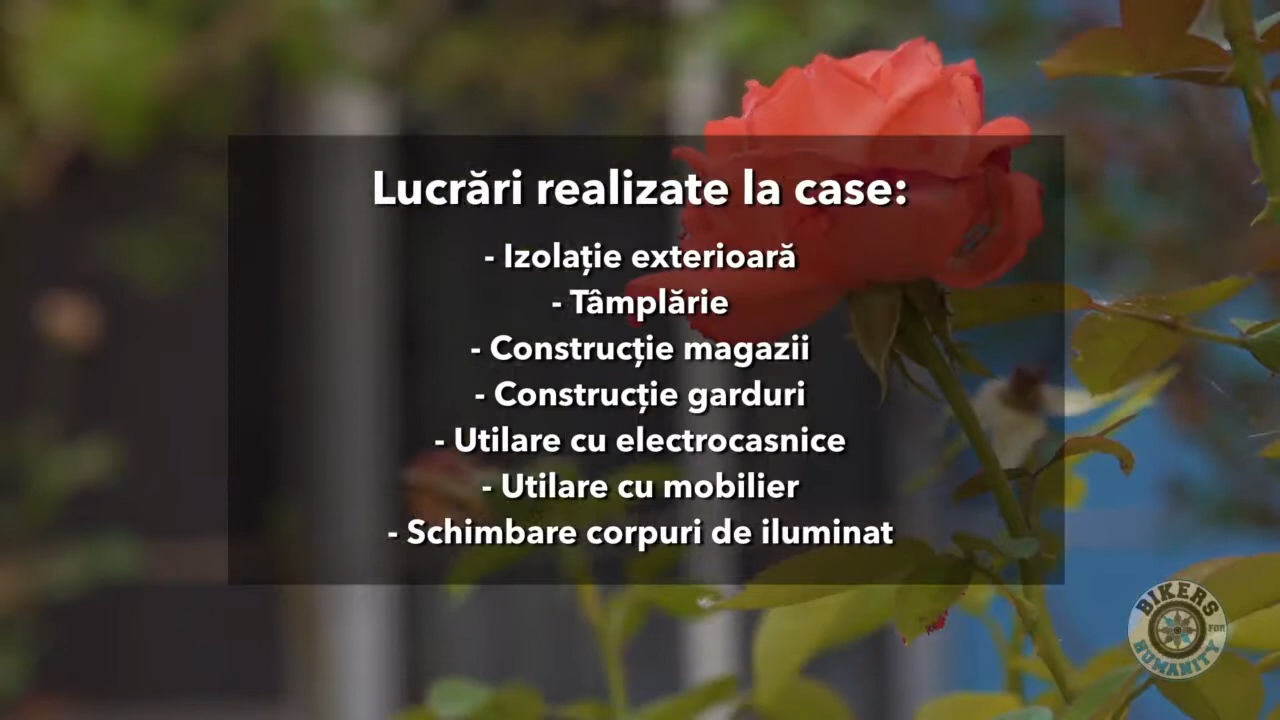 Lucrări realizate la case:
- Izolație exterioară
- Tâmplărie
- Construcție magazii
- Construcție garduri
- Utilare cu electrocasnice
- Utilare cu mobilier
- Schimbare corpuri de iluminat
BIKERS
FOR
HUMANITY